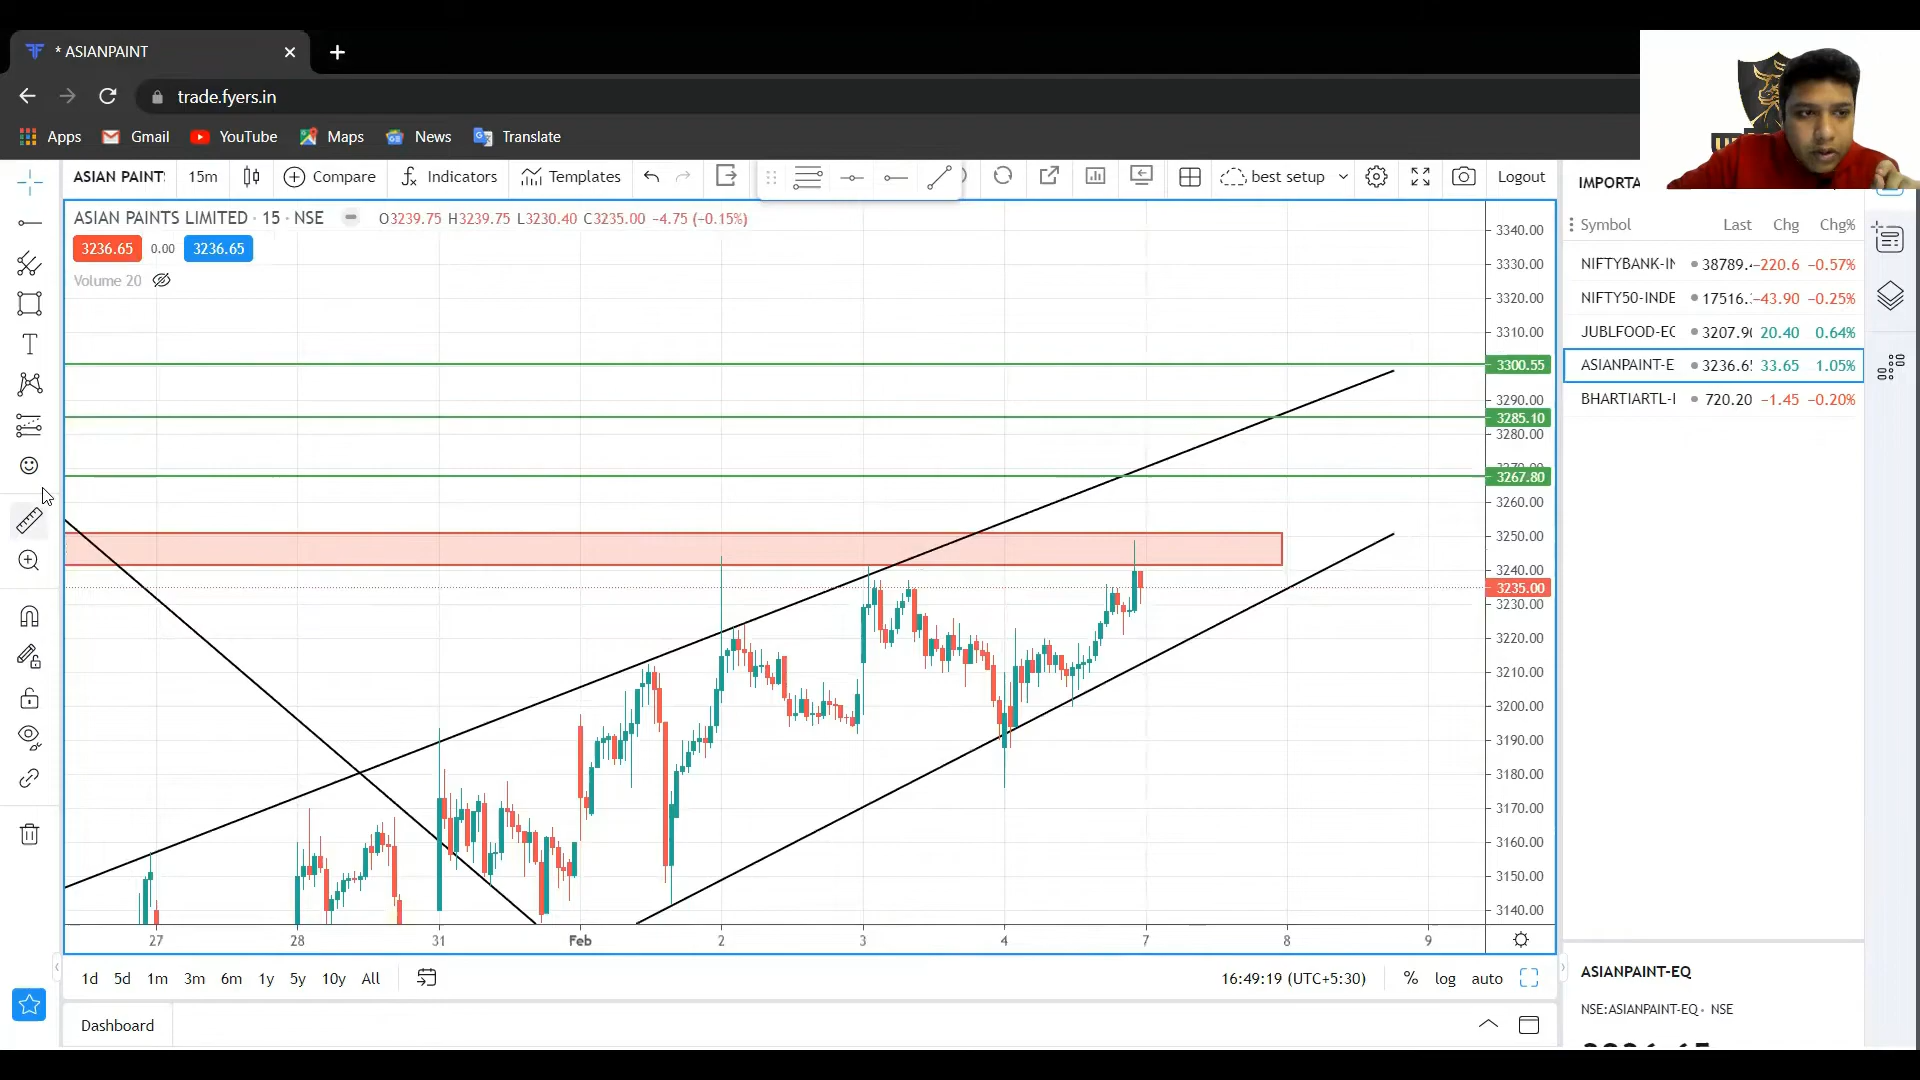 * ASIANPAINT
trade.fyers.in
Apps Gmail YouTube Maps News Translate
ASIAN PAINT: 15m Compare Indicators Templates best setup Logout
IMPORTA
ASIAN PAINTS LIMITED · 15 · NSE O3239.75 H3239.75 L3230.40 C3235.00 −4.75 (−0.15%)
3236.65 0.00 3236.65
Volume 20
Symbol Last Chg Chg%
NIFTYBANK-IN 38789. −220.6 −0.57%
NIFTY50-INDE 17516. −43.90 −0.25%
JUBLFOOD-EC 3207.90 20.40 0.64%
ASIANPAINT-E 3236.6 33.65 1.05%
BHARTIARTL- 720.20 −1.45 −0.20%
3340.00
3330.00
3320.00
3310.00
3300.55
3290.00
3285.10
3280.00
3270.00
3267.80
3260.00
3250.00
3240.00
3235.00
3230.00
3220.00
3210.00
3200.00
3190.00
3180.00
3170.00
3160.00
3150.00
3140.00
27 28 31 Feb 2 3 4 7 8 9
1d 5d 1m 3m 6m 1y 5y 10y All 16:49:19 (UTC+5:30) % log auto
Dashboard
ASIANPAINT-EQ
NSE:ASIANPAINT-EQ · NSE